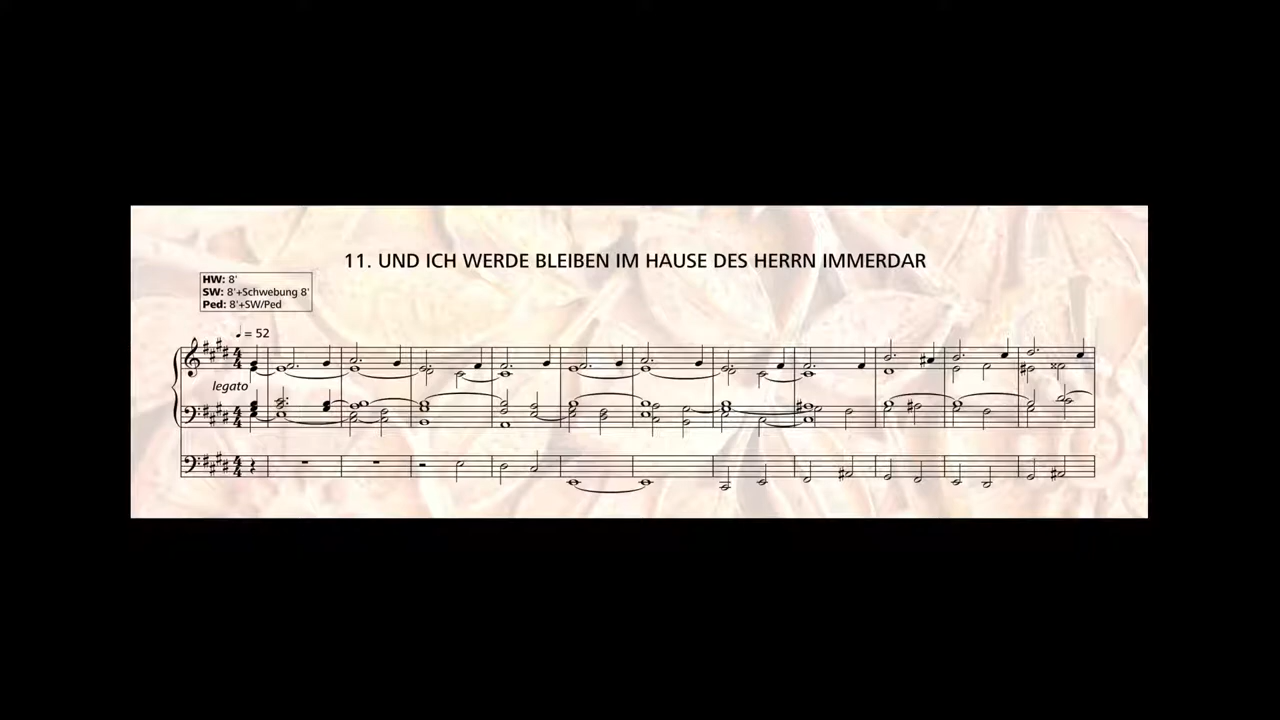 11. UND ICH WERDE BLEIBEN IM HAUSE DES HERRN IMMERDAR
HW: 8'
SW: 8'+Schwebung 8'
Ped: 8'+SW/Ped
♩ = 52
legato